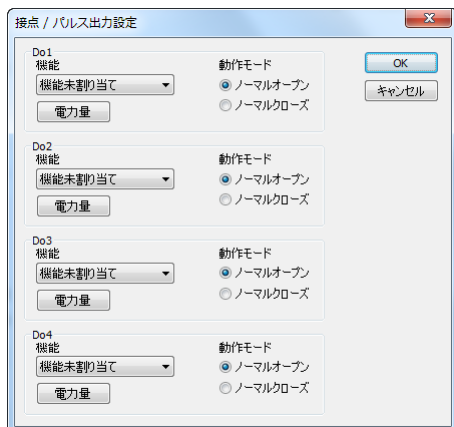 接点 / パルス出力設定
Do1
機能 動作モード
機能未割り当て ノーマルオープン
電力量 ノーマルクローズ
OK
キャンセル
Do2
機能 動作モード
機能未割り当て ノーマルオープン
電力量 ノーマルクローズ
Do3
機能 動作モード
機能未割り当て ノーマルオープン
電力量 ノーマルクローズ
Do4
機能 動作モード
機能未割り当て ノーマルオープン
電力量 ノーマルクローズ